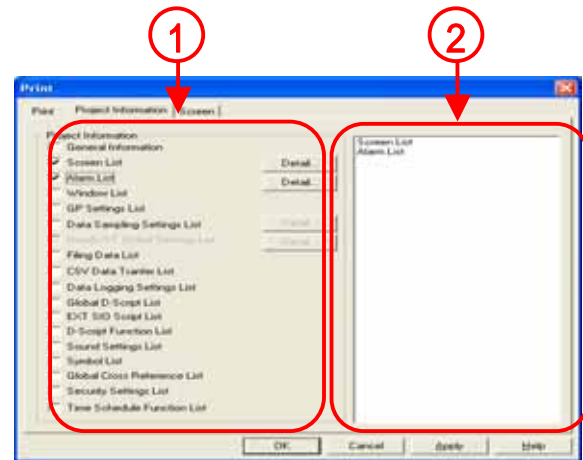 1
2
Print
Print Project Information Screen
Project Information
General Information
Screen List Detail
Alarm List Detail
Window List
GP Settings List
Data Sampling Settings List Detail
Detail
Filing Data List
CSV Data Transfer List
Data Logging Settings List
Global D-Script List
EXT SIO Script List
D-Script Function List
Sound Settings List
Symbol List
Global Cross Reference List
Security Settings List
Time Schedule Function List
Screen List
Alarm List
OK Cancel Apply Help